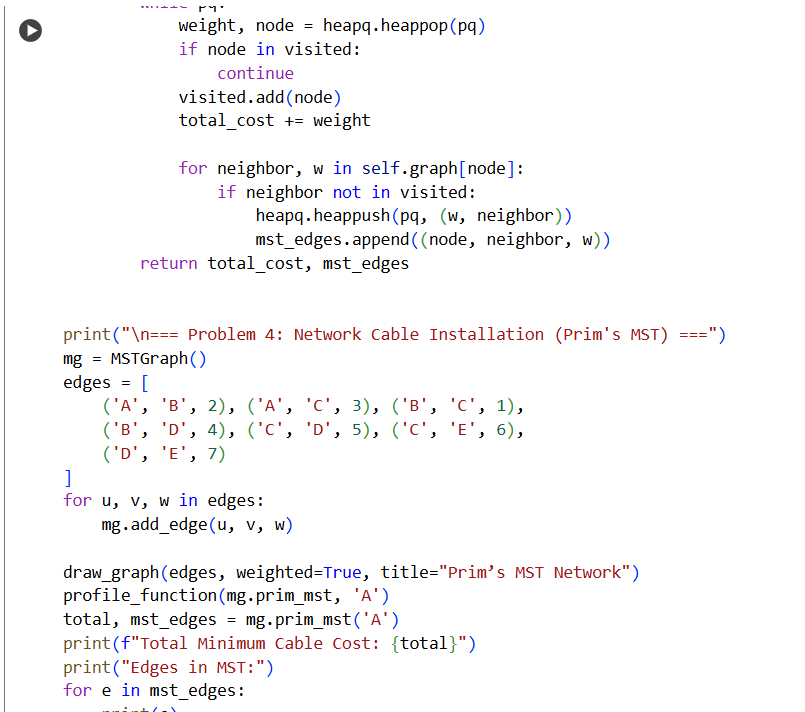 while pq:
weight, node = heapq.heappop(pq)
if node in visited:
continue
visited.add(node)
total_cost += weight
for neighbor, w in self.graph[node]:
if neighbor not in visited:
heapq.heappush(pq, (w, neighbor))
mst_edges.append((node, neighbor, w))
return total_cost, mst_edges
print("\n=== Problem 4: Network Cable Installation (Prim's MST) ===")
mg = MSTGraph()
edges = [
('A', 'B', 2), ('A', 'C', 3), ('B', 'C', 1),
('B', 'D', 4), ('C', 'D', 5), ('C', 'E', 6),
('D', 'E', 7)
]
for u, v, w in edges:
mg.add_edge(u, v, w)
draw_graph(edges, weighted=True, title="Prim’s MST Network")
profile_function(mg.prim_mst, 'A')
total, mst_edges = mg.prim_mst('A')
print(f"Total Minimum Cable Cost: {total}")
print("Edges in MST:")
for e in mst_edges:
print(e)